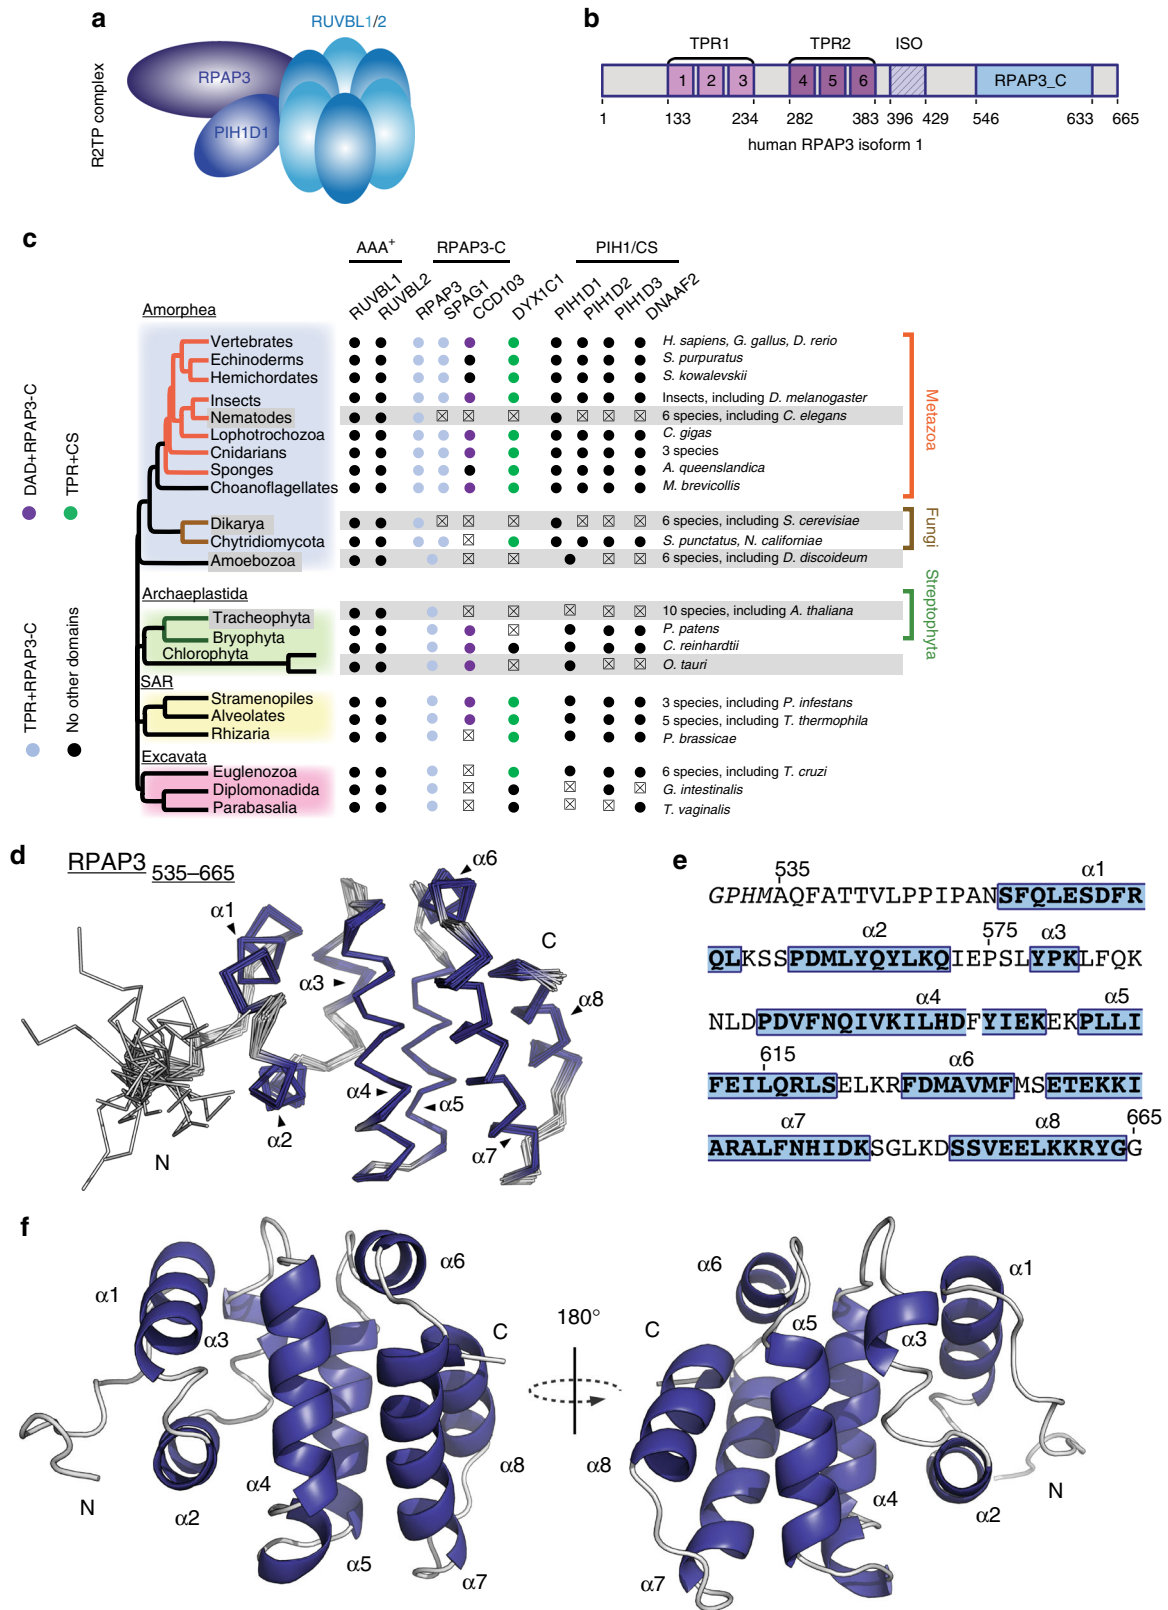 a
RUVBL1/2
RPAP3
PIH1D1
R2TP complex
b
TPR1 TPR2 ISO
1 2 3 4 5 6 RPAP3_C
1 133 234 282 383 396 429 546 633 665
human RPAP3 isoform 1
c
AAA+ RPAP3-C PIH1/CS
RUVBL1 RUVBL2 RPAP3 SPAG1 CCD103 DYX1C1 PIH1D1 PIH1D2 PIH1D3 DNAAF2
DAD+RPAP3-C
TPR+CS
TPR+RPAP3-C
No other domains
Amorphea
Vertebrates H. sapiens, G. gallus, D. rerio
Echinoderms S. purpuratus
Hemichordates S. kowalevskii
Insects Insects, including D. melanogaster
Nematodes 6 species, including C. elegans
Lophotrochozoa C. gigas
Cnidarians 3 species
Sponges A. queenslandica
Choanoflagellates M. brevicollis
Metazoa
Dikarya 6 species, including S. cerevisiae
Chytridiomycota S. punctatus, N. californiae
Fungi
Amoebozoa 6 species, including D. discoideum
Archaeplastida
Tracheophyta 10 species, including A. thaliana
Bryophyta P. patens
Chlorophyta C. reinhardtii
O. tauri
Streptophyta
SAR
Stramenopiles 3 species, including P. infestans
Alveolates 5 species, including T. thermophila
Rhizaria P. brassicae
Excavata
Euglenozoa 6 species, including T. cruzi
Diplomonadida G. intestinalis
Parabasalia T. vaginalis
d
RPAP3 535–665
α1
α6
α3
C
α8
α4
α5
α2
α7
N
e
535 α1
GPHMAQFATTVLPPIPANSFQLESDFR
α2 575 α3
QLKSSPDMLYQYLKQIEPSLYPKLFQK
α4 α5
NLDPDVFNQIVKILHDFYIEKEKPLLI
615 α6
FEILQRLSELKRFDMAVMFMSETEKKI
α7 α8 665
ARALFNHIDKSGLKDSSVEELKKRYGG
f
α1
α3
α6
C
N
α2
α4
α5
α8
α7
180°
α6
C
α5
α3
α1
α8
α4
α2
N
α7